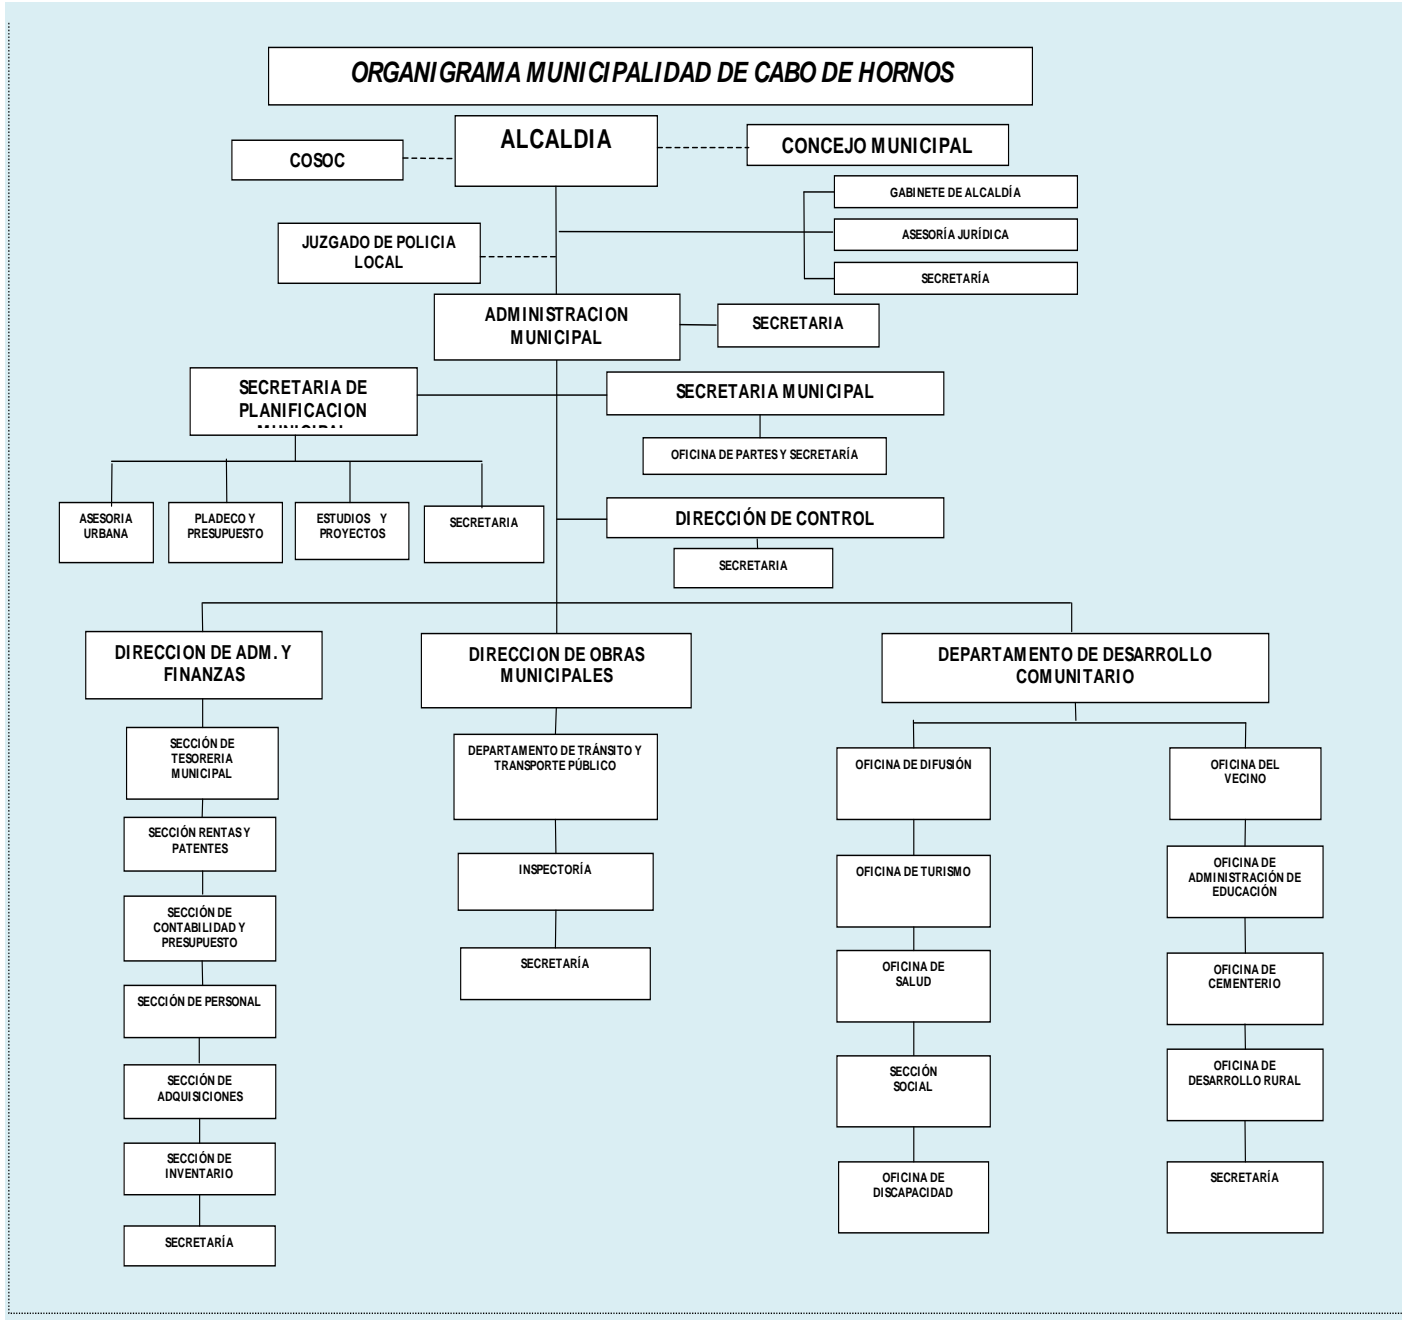 ORGANIGRAMA MUNICIPALIDAD DE CABO DE HORNOS
ALCALDIA
COSOC
CONCEJO MUNICIPAL
GABINETE DE ALCALDÍA
JUZGADO DE POLICIA
LOCAL
ASESORÍA JURÍDICA
SECRETARÍA
ADMINISTRACION
MUNICIPAL
SECRETARIA
SECRETARIA DE
PLANIFICACION
MUNICIPAL
SECRETARIA MUNICIPAL
OFICINA DE PARTES Y SECRETARÍA
ASESORIA
URBANA
PLADECO Y
PRESUPUESTO
ESTUDIOS Y
PROYECTOS
SECRETARIA
DIRECCIÓN DE CONTROL
SECRETARIA
DIRECCION DE ADM. Y
FINANZAS
DIRECCION DE OBRAS
MUNICIPALES
DEPARTAMENTO DE DESARROLLO
COMUNITARIO
SECCIÓN DE
TESORERIA
MUNICIPAL
SECCIÓN RENTAS Y
PATENTES
SECCIÓN DE
CONTABILIDAD Y
PRESUPUESTO
SECCIÓN DE PERSONAL
SECCIÓN DE
ADQUISICIONES
SECCIÓN DE
INVENTARIO
SECRETARÍA
DEPARTAMENTO DE TRÁNSITO Y
TRANSPORTE PÚBLICO
INSPECTORÍA
SECRETARÍA
OFICINA DE DIFUSIÓN
OFICINA DE TURISMO
OFICINA DE
SALUD
SECCIÓN
SOCIAL
OFICINA DE
DISCAPACIDAD
OFICINA DEL
VECINO
OFICINA DE
ADMINISTRACIÓN DE
EDUCACIÓN
OFICINA DE
CEMENTERIO
OFICINA DE
DESARROLLO RURAL
SECRETARÍA